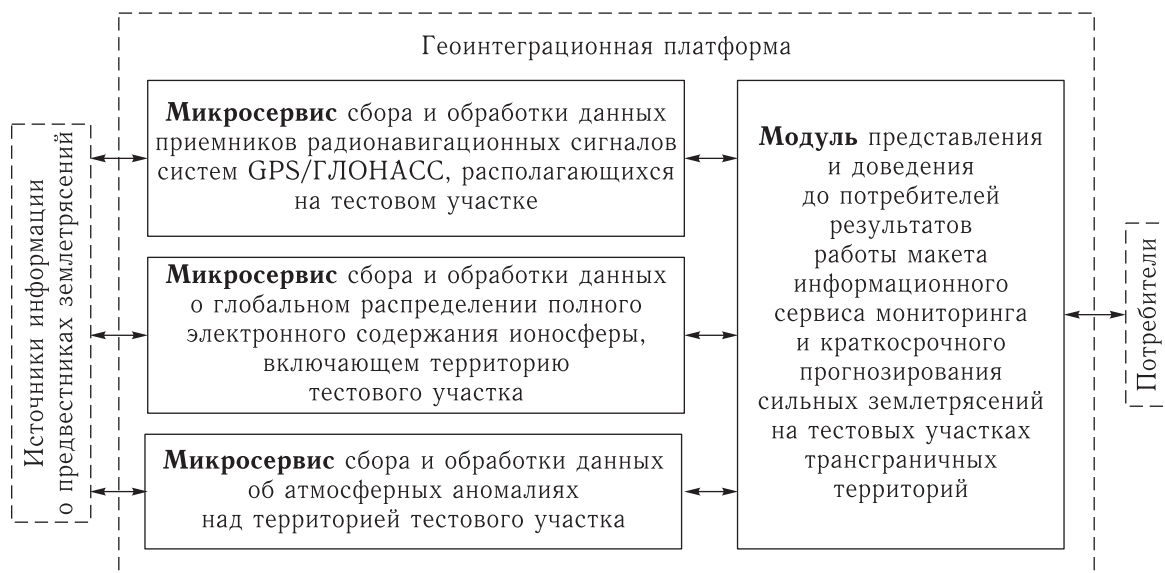 Геоинтеграционная платформа
Источники информации
о предвестниках землетрясений
Микросервис сбора и обработки данных
приемников радионавигационных сигналов
систем GPS/ГЛОНАСС, располагающихся
на тестовом участке
Микросервис сбора и обработки данных
о глобальном распределении полного
электронного содержания ионосферы,
включающем территорию
тестового участка
Микросервис сбора и обработки данных
об атмосферных аномалиях
над территорией тестового участка
Модуль представления
и доведения
до потребителей
результатов
работы макета
информационного
сервиса мониторинга
и краткосрочного
прогнозирования
сильных землетрясений
на тестовых участках
трансграничных
территорий
Потребители